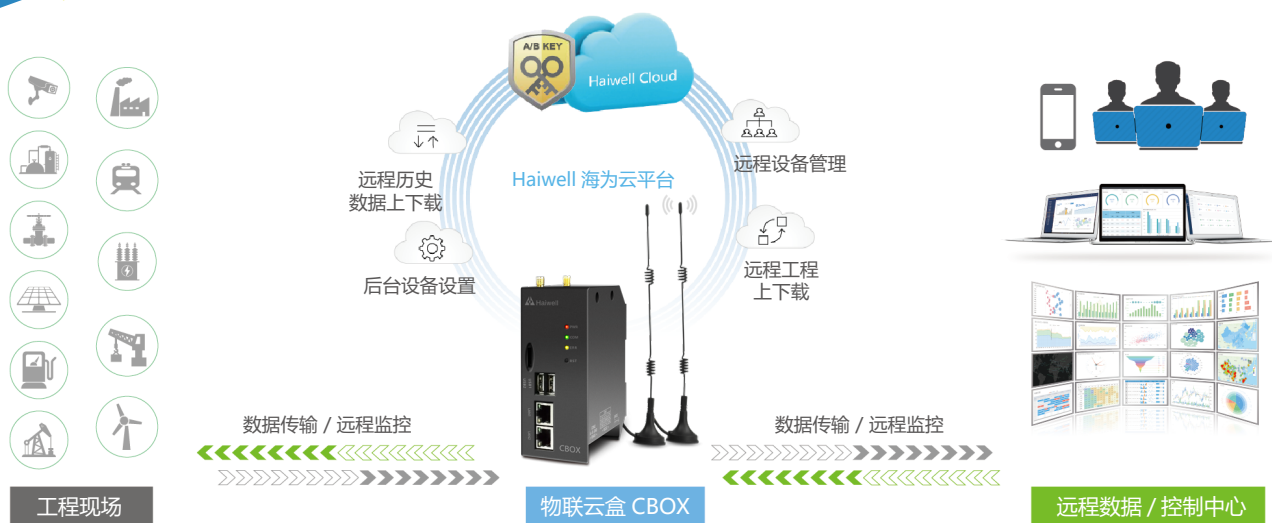 A/B KEY
Haiwell Cloud
远程历史
数据上下载
后台设备设置
Haiwell 海为云平台
远程设备管理
远程工程
上下载
Haiwell
CBOX
数据传输 / 远程监控
数据传输 / 远程监控
工程现场
物联云盒 CBOX
远程数据 / 控制中心